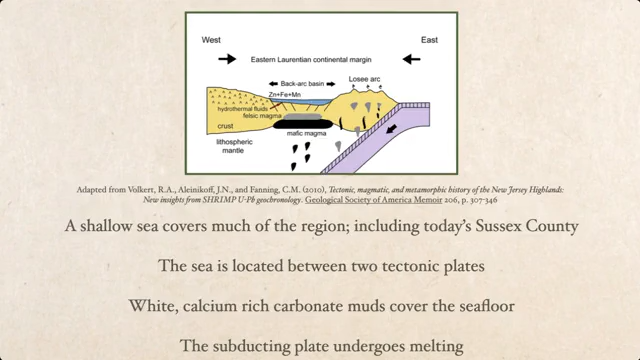 West
East
Eastern Laurentian continental margin
Back-arc basin
Losee arc
Zn+Fe+Mn
hydrothermal fluids
felsic magma
crust
mafic magma
lithospheric
mantle
Adapted from Volkert, R.A., Aleinikoff, J.N., and Fanning, C.M. (2010), Tectonic, magmatic, and metamorphic history of the New Jersey Highlands:
New insights from SHRIMP U-Pb geochronology. Geological Society of America Memoir 206, p. 307-346
A shallow sea covers much of the region; including today's Sussex County
The sea is located between two tectonic plates
White, calcium rich carbonate muds cover the seafloor
The subducting plate undergoes melting